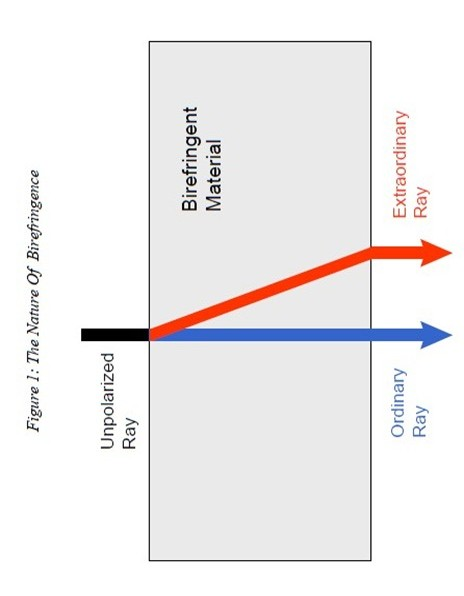 Figure 1: The Nature Of Birefringence
Unpolarized
Ray
Birefringent
Material
Ordinary
Ray
Extraordinary
Ray